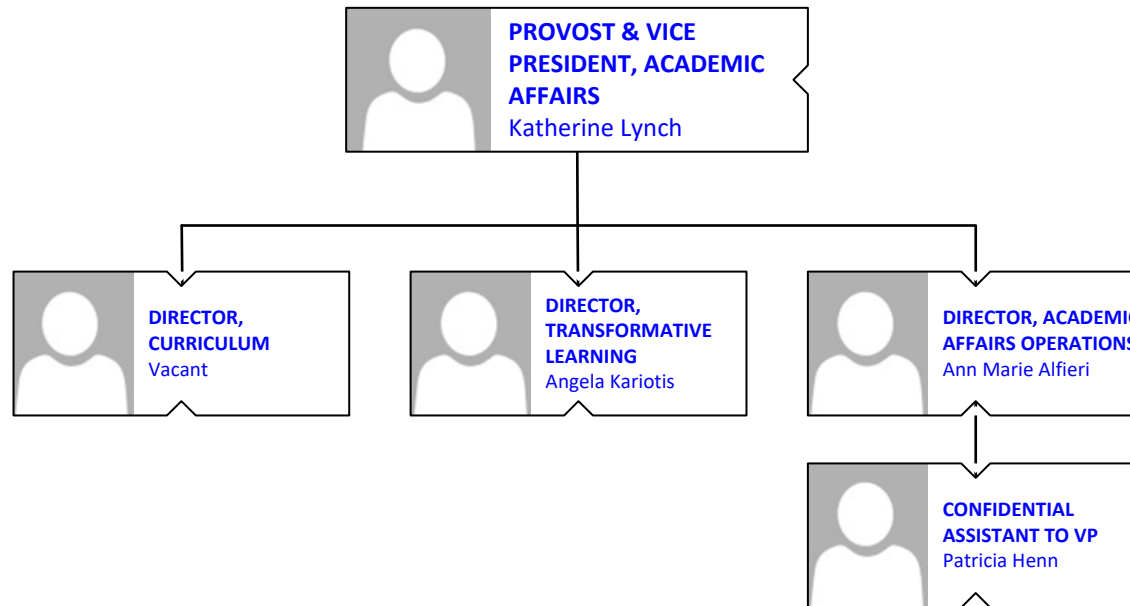 PROVOST & VICE
PRESIDENT, ACADEMIC
AFFAIRS
Katherine Lynch
DIRECTOR,
CURRICULUM
Vacant
DIRECTOR,
TRANSFORMATIVE
LEARNING
Angela Kariotis
DIRECTOR, ACADEMIC
AFFAIRS OPERATIONS
Ann Marie Alfieri
CONFIDENTIAL
ASSISTANT TO VP
Patricia Henn